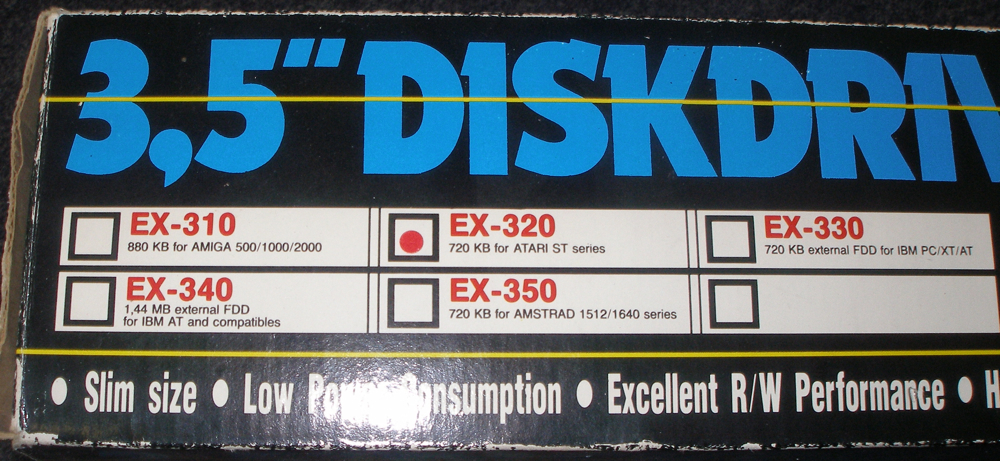 3,5" DISKDRIV
EX-310
880 KB for AMIGA 500/1000/2000
EX-320
720 KB for ATARI ST series
EX-330
720 KB external FDD for IBM PC/XT/AT
EX-340
1,44 MB external FDD
for IBM AT and compatibles
EX-350
720 KB for AMSTRAD 1512/1640 series
• Slim size • Low Power Consumption • Excellent R/W Performance • H